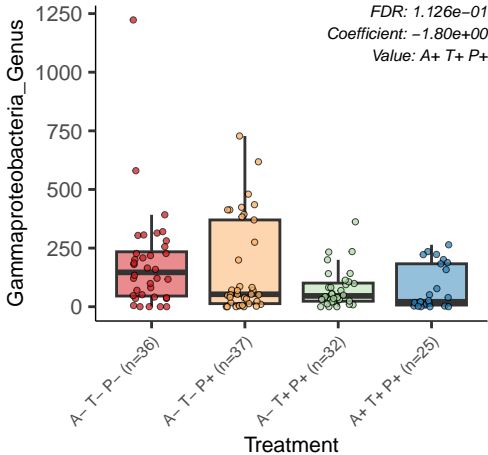 FDR: 1.126e−01
Coefficient: −1.80e+00
Value: A+ T+ P+
Gammaproteobacteria_Genus
1250
1000
750
500
250
0
A− T− P− (n=36)
A− T− P+ (n=37)
A− T+ P+ (n=32)
A+ T+ P+ (n=25)
Treatment